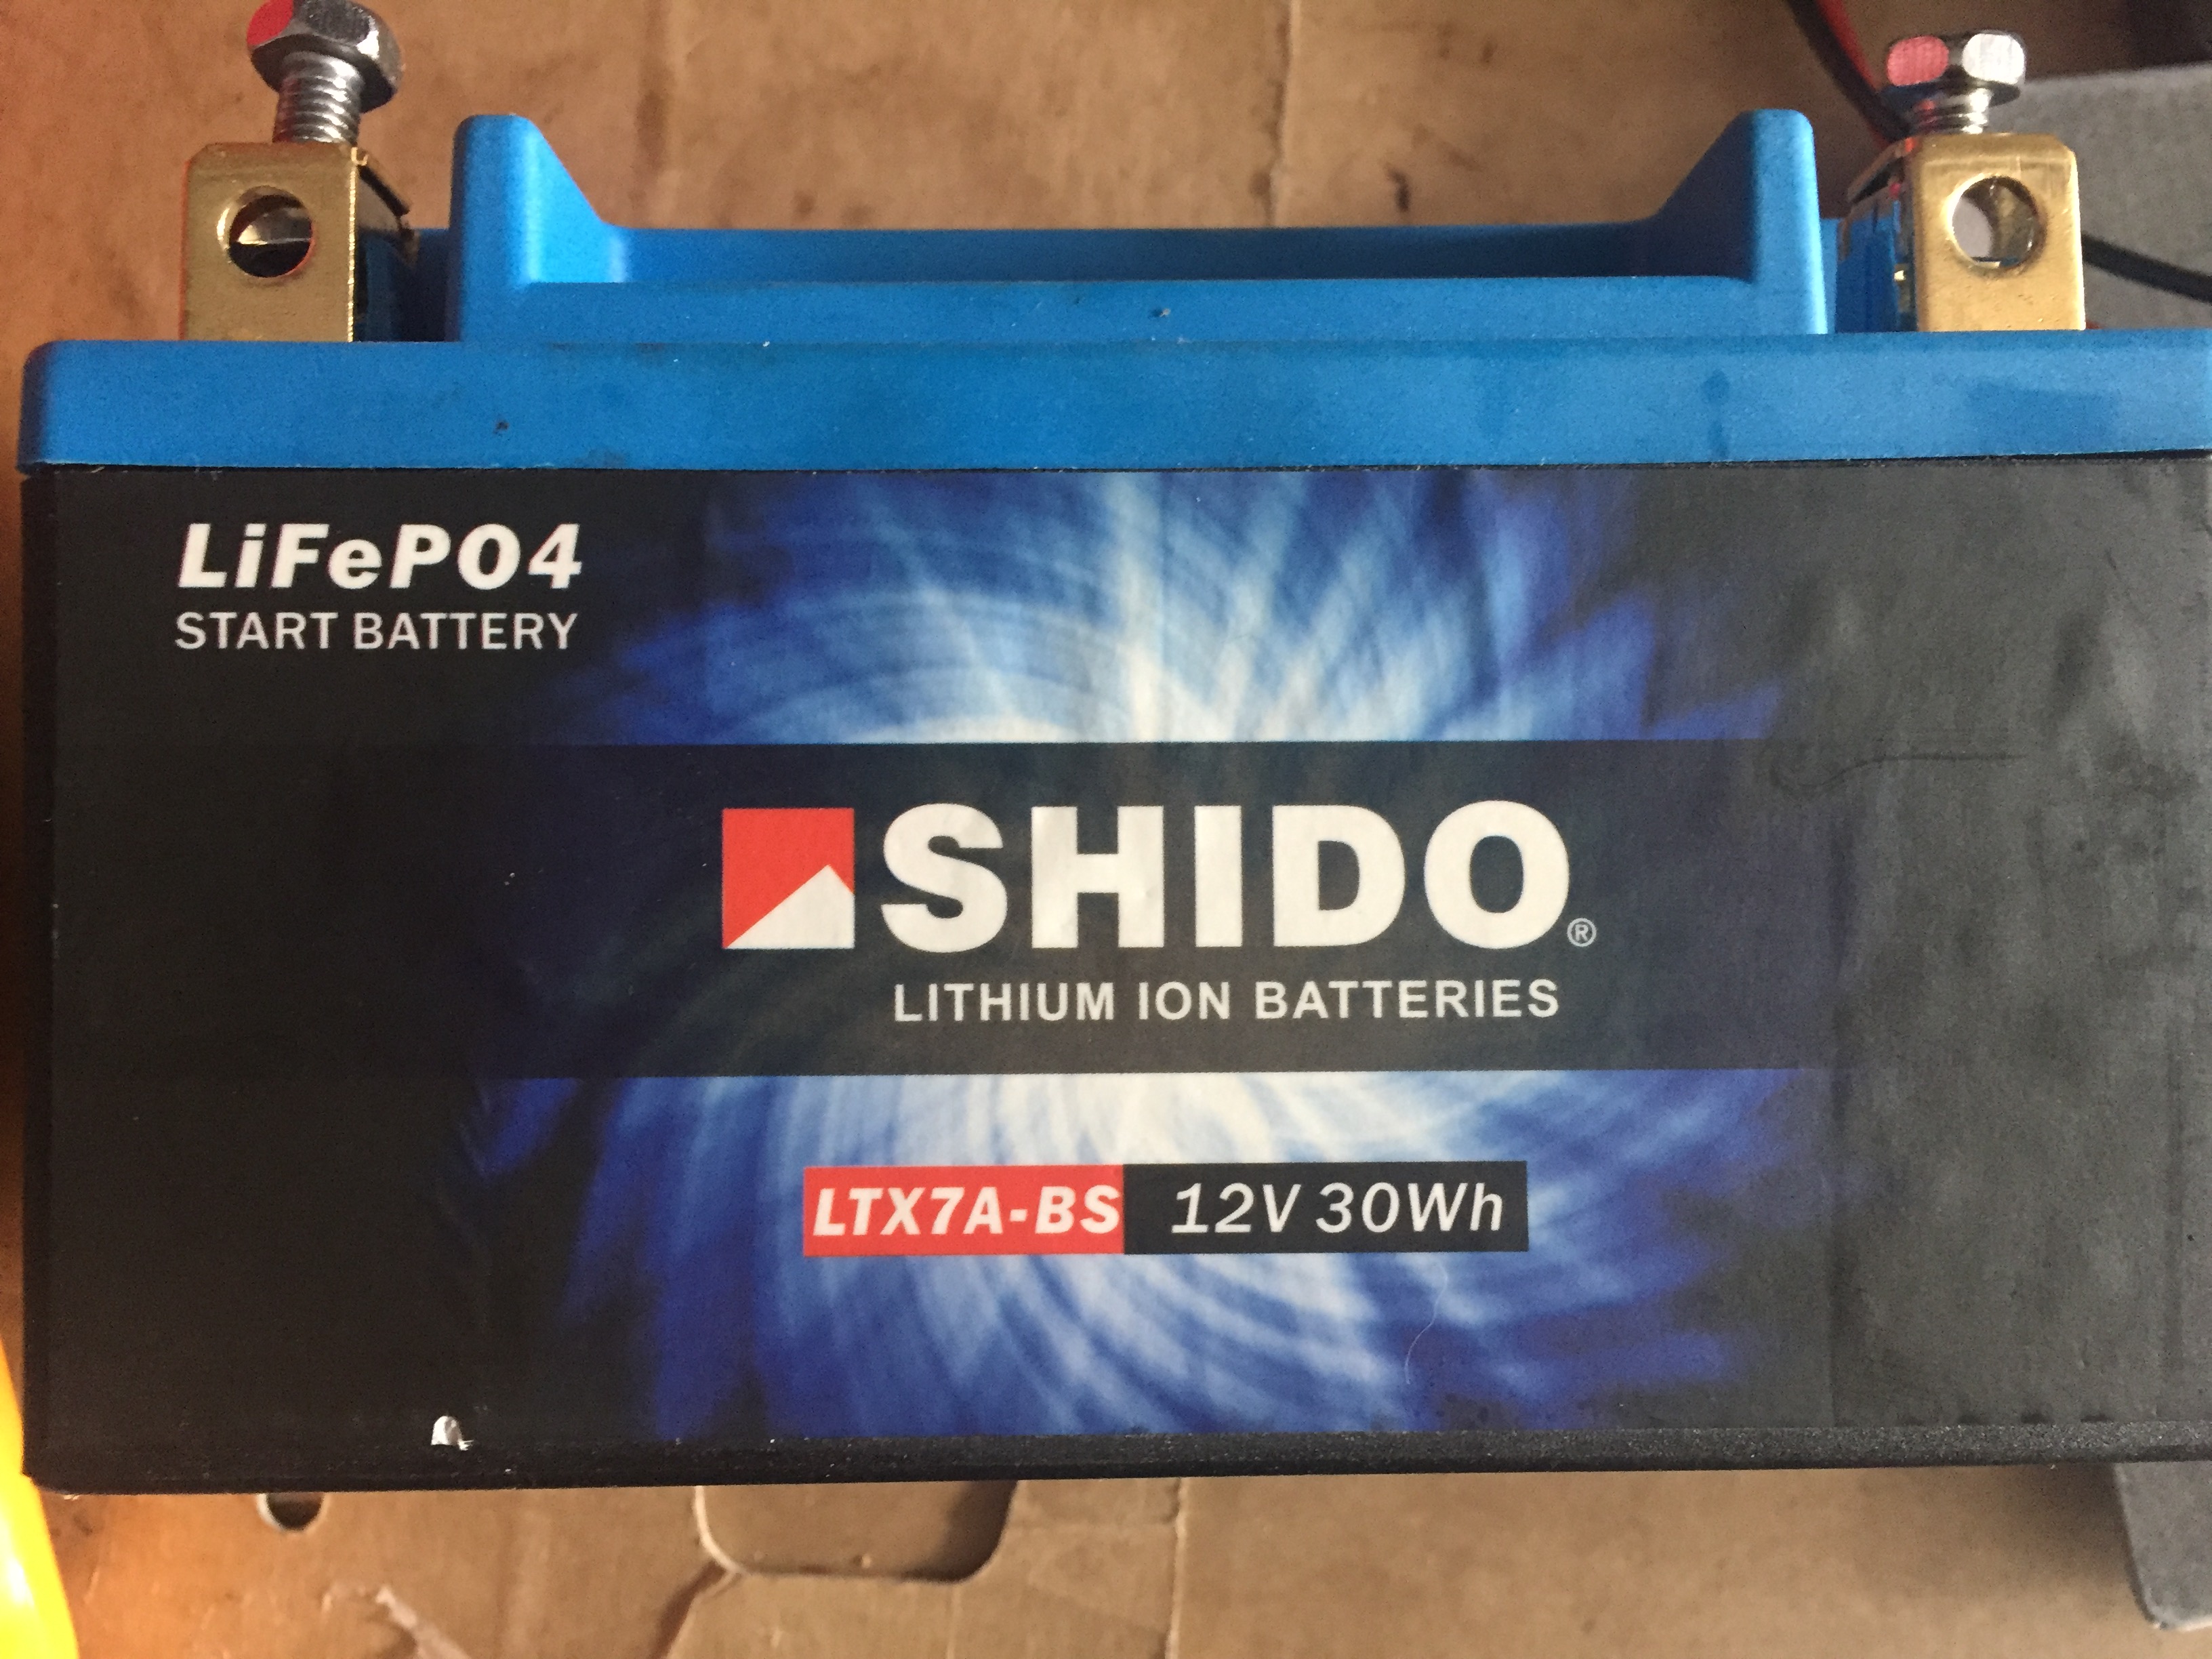 LiFePO4
START BATTERY
SHIDO®
LITHIUM ION BATTERIES
LTX7A-BS 12V 30Wh